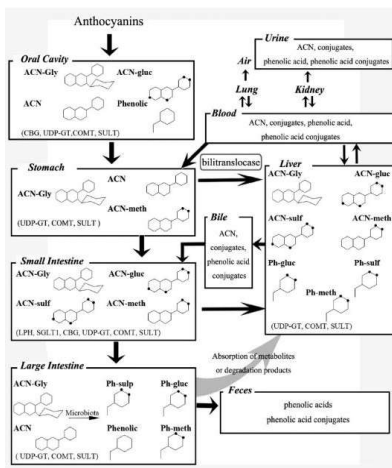 Anthocyanins
Oral Cavity
ACN-Gly ACN-gluc
ACN Phenolic
(CBG, UDP-GT,COMT, SULT)
Stomach
ACN
ACN-Gly
ACN-meth
(UDP-GT, COMT, SULT )
Small Intestine
ACN-Gly ACN-gluc
ACN-sulf ACN-meth
(LPH, SGLT1, CBG, UDP-GT, COMT, SULT)
Large Intestine
ACN-Gly Ph-sulp Ph-gluc
Microbiota
ACN Phenolic Ph-meth
(UDP-GT, COMT, SULT)
Urine
ACN, conjugates,
phenolic acid, phenolic acid conjugates
Air
Lung Kidney
Blood
ACN, conjugates, phenolic acid,
phenolic acid conjugates
bilitranslocase
Liver
ACN-Gly ACN-gluc
ACN-sulf ACN-meth
Ph-gluc Ph-sulf
Ph-meth
(UDP-GT, COMT, SULT)
Bile
ACN,
conjugates,
phenolic acid
conjugates
Absorption of metabolites
or degradation products
Feces
phenolic acids
phenolic acid conjugates